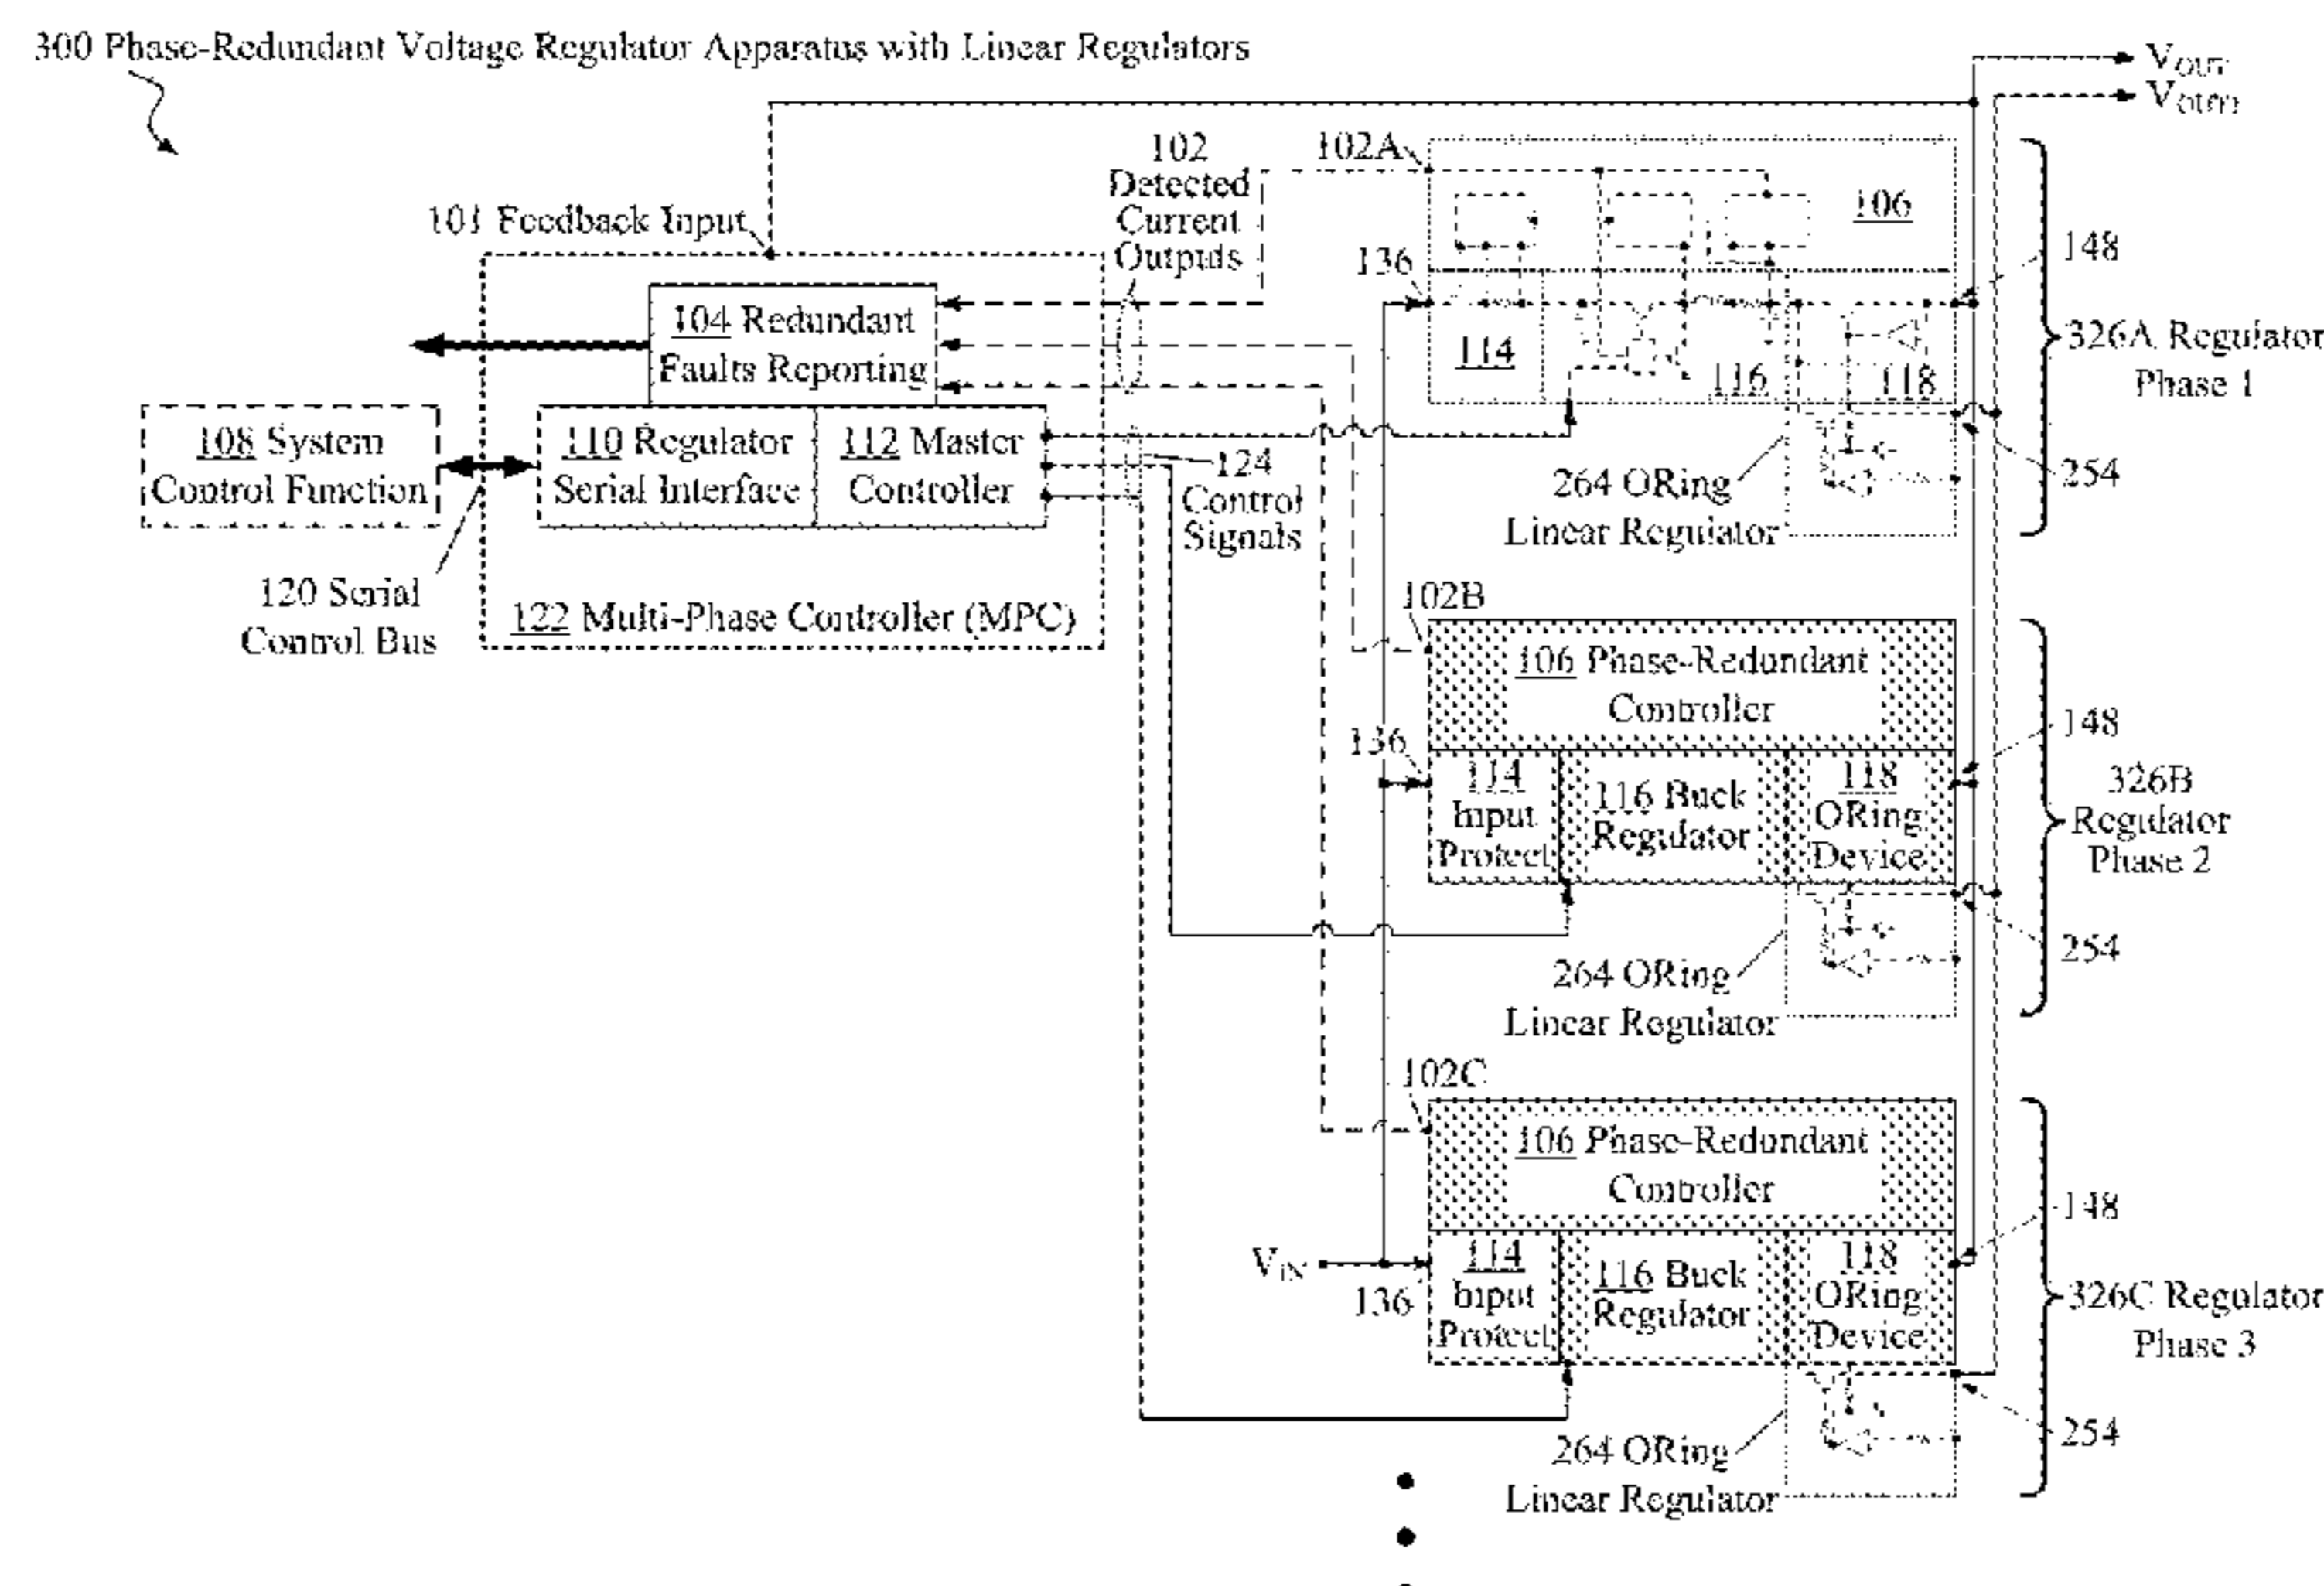 300 Phase-Redundant Voltage Regulator Apparatus with Linear Regulators
VOUT
VOUT1
102
Detected
Current
Outputs
102A
101 Feedback Input
106
136
148
104 Redundant
Faults Reporting
114
116
118
326A Regulator
Phase 1
108 System
Control Function
110 Regulator
Serial Interface
112 Master
Controller
124
Control
Signals
264 ORing
Linear Regulator
254
120 Serial
Control Bus
122 Multi-Phase Controller (MPC)
102B
106 Phase-Redundant
Controller
136
148
114
Input
Protect
116 Buck
Regulator
118
ORing
Device
326B
Regulator
Phase 2
264 ORing
Linear Regulator
254
102C
106 Phase-Redundant
Controller
148
VIN
136
114
Input
Protect
116 Buck
Regulator
118
ORing
Device
326C Regulator
Phase 3
264 ORing
Linear Regulator
254